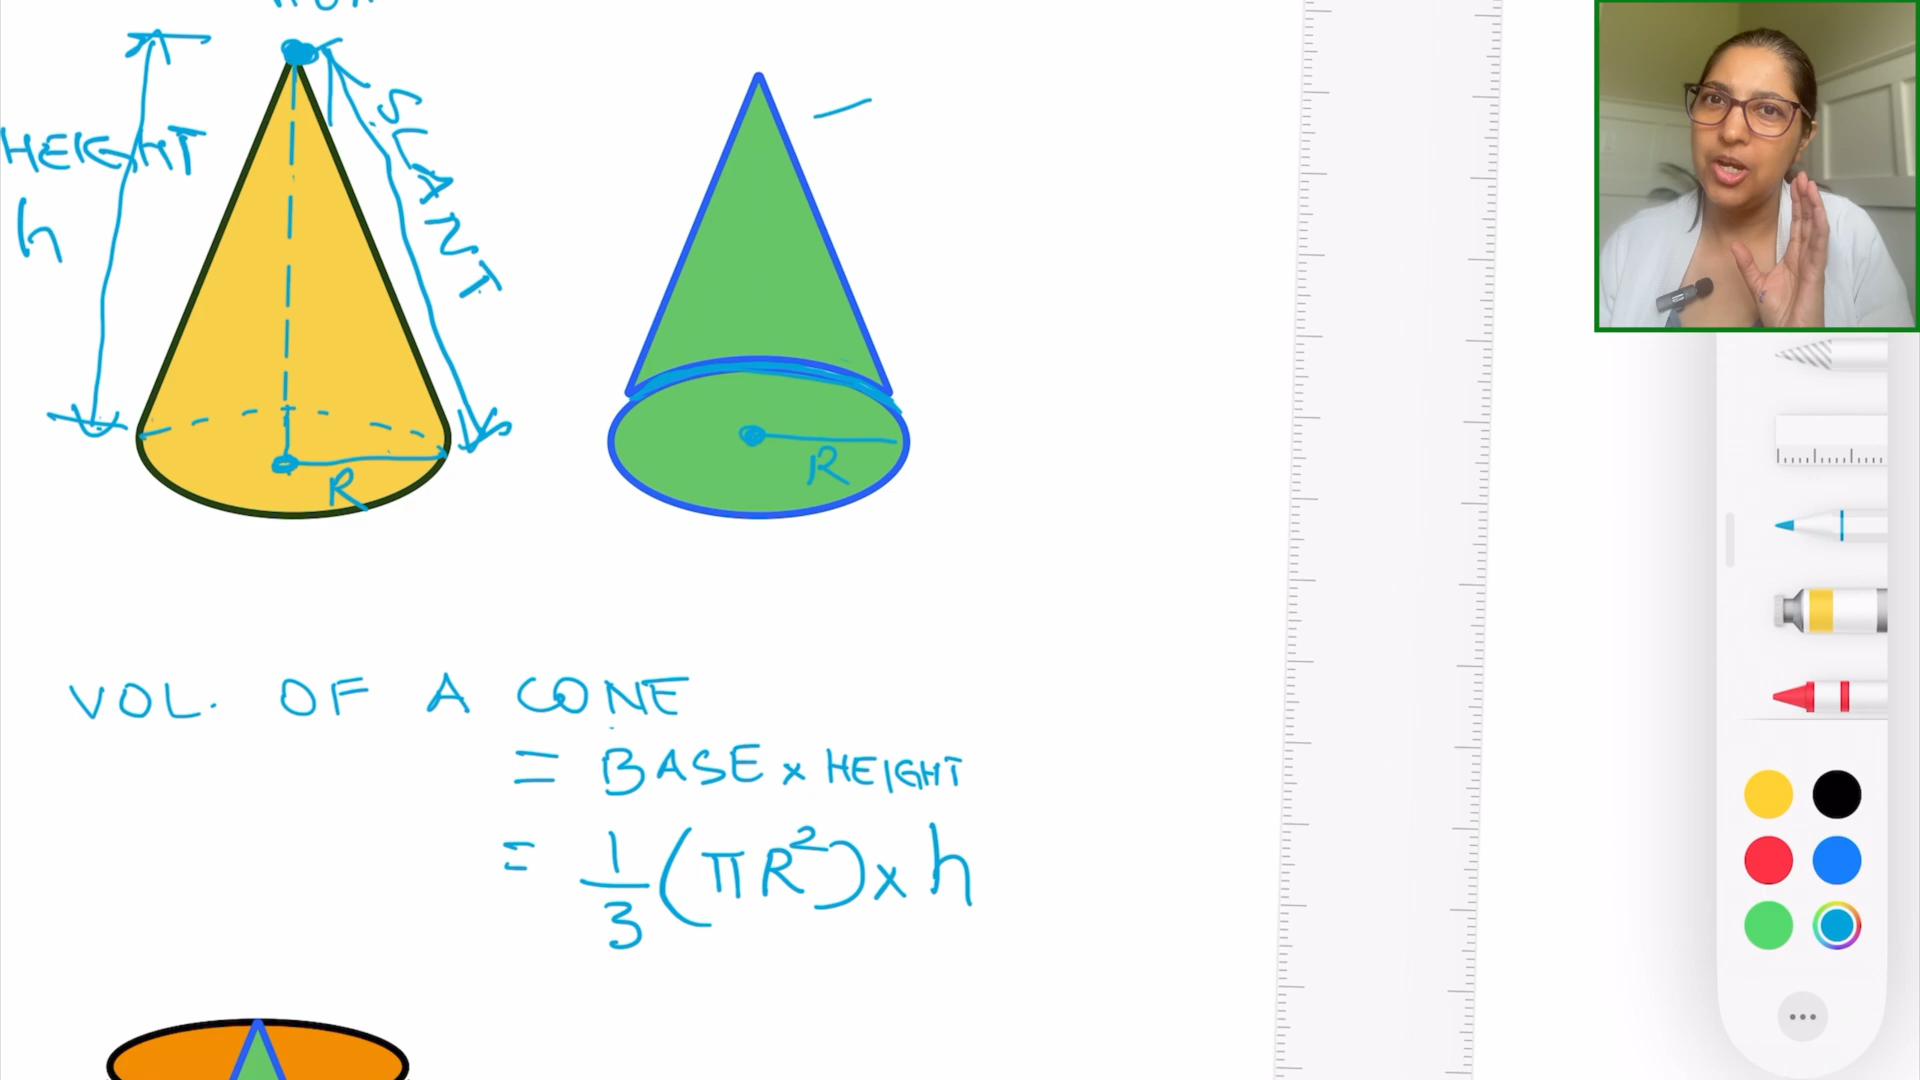 HEIGHT
h
SLANT
R
R
VOL. OF A CONE
= BASE x HEIGHT
= 1/3 (πR²) x h